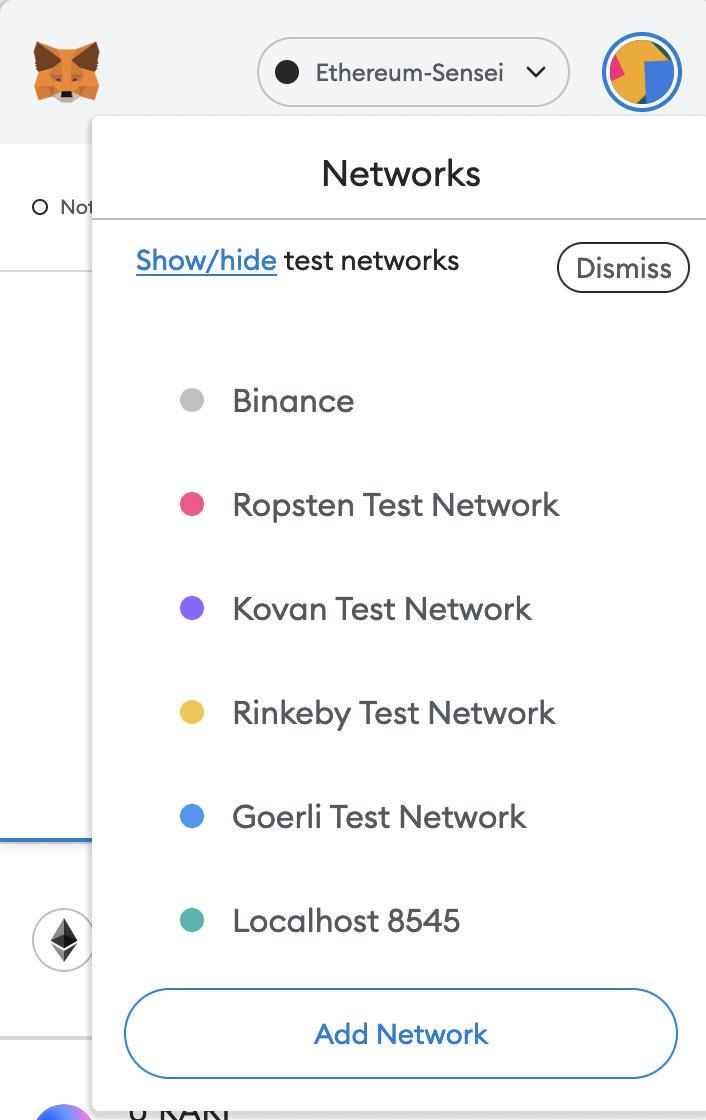 Ethereum-Sensei
Networks
Not
Show/hide test networks
Dismiss
Binance
Ropsten Test Network
Kovan Test Network
Rinkeby Test Network
Goerli Test Network
Localhost 8545
Add Network